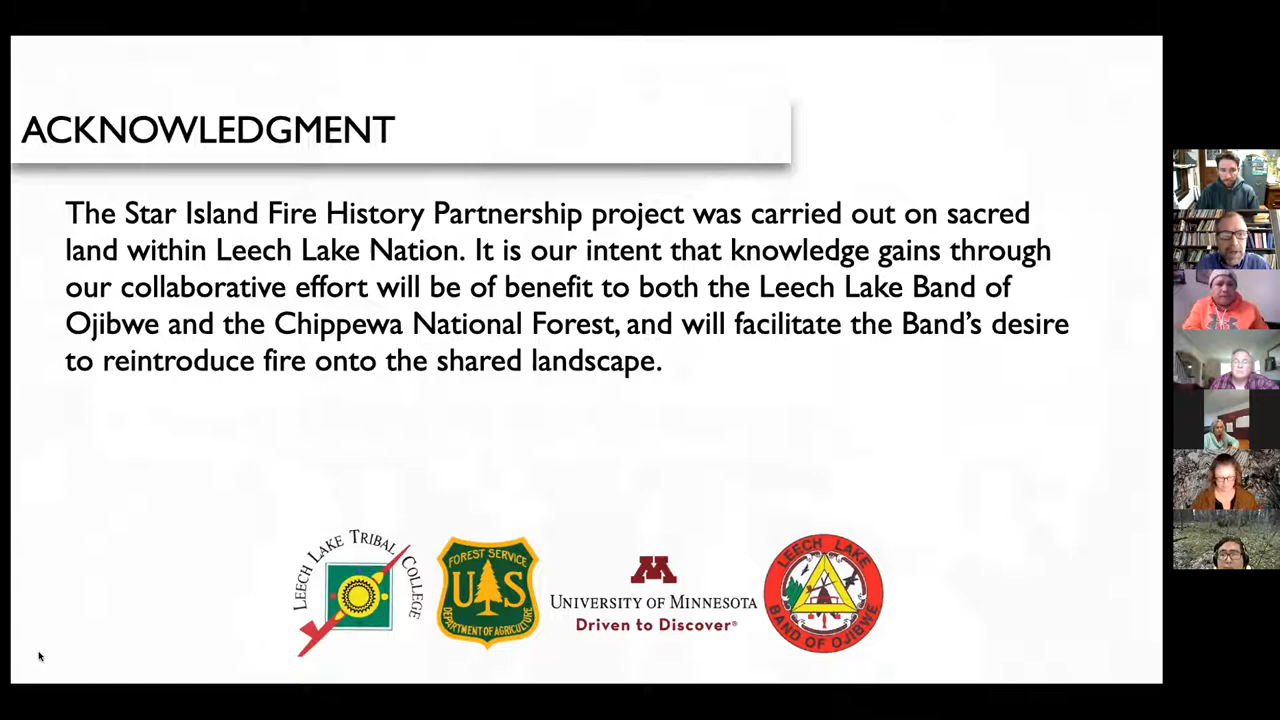 ACKNOWLEDGMENT
The Star Island Fire History Partnership project was carried out on sacred
land within Leech Lake Nation. It is our intent that knowledge gains through
our collaborative effort will be of benefit to both the Leech Lake Band of
Ojibwe and the Chippewa National Forest, and will facilitate the Band’s desire
to reintroduce fire onto the shared landscape.
LEECH LAKE TRIBAL COLLEGE
FOREST SERVICE
U S
DEPARTMENT OF AGRICULTURE
M
UNIVERSITY OF MINNESOTA
Driven to Discover®
LEECH LAKE
BAND OF OJIBWE